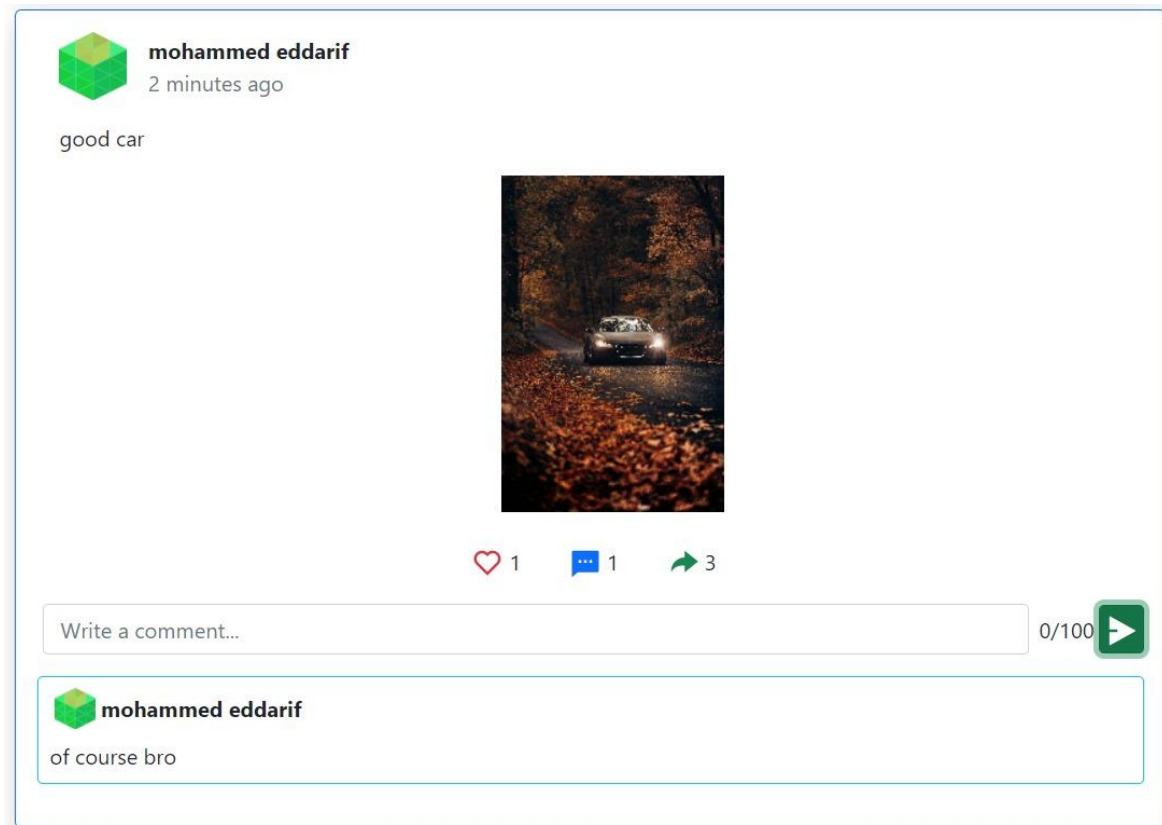 mohammed eddarif
2 minutes ago
good car
1 1 3
Write a comment...
0/100
mohammed eddarif
of course bro